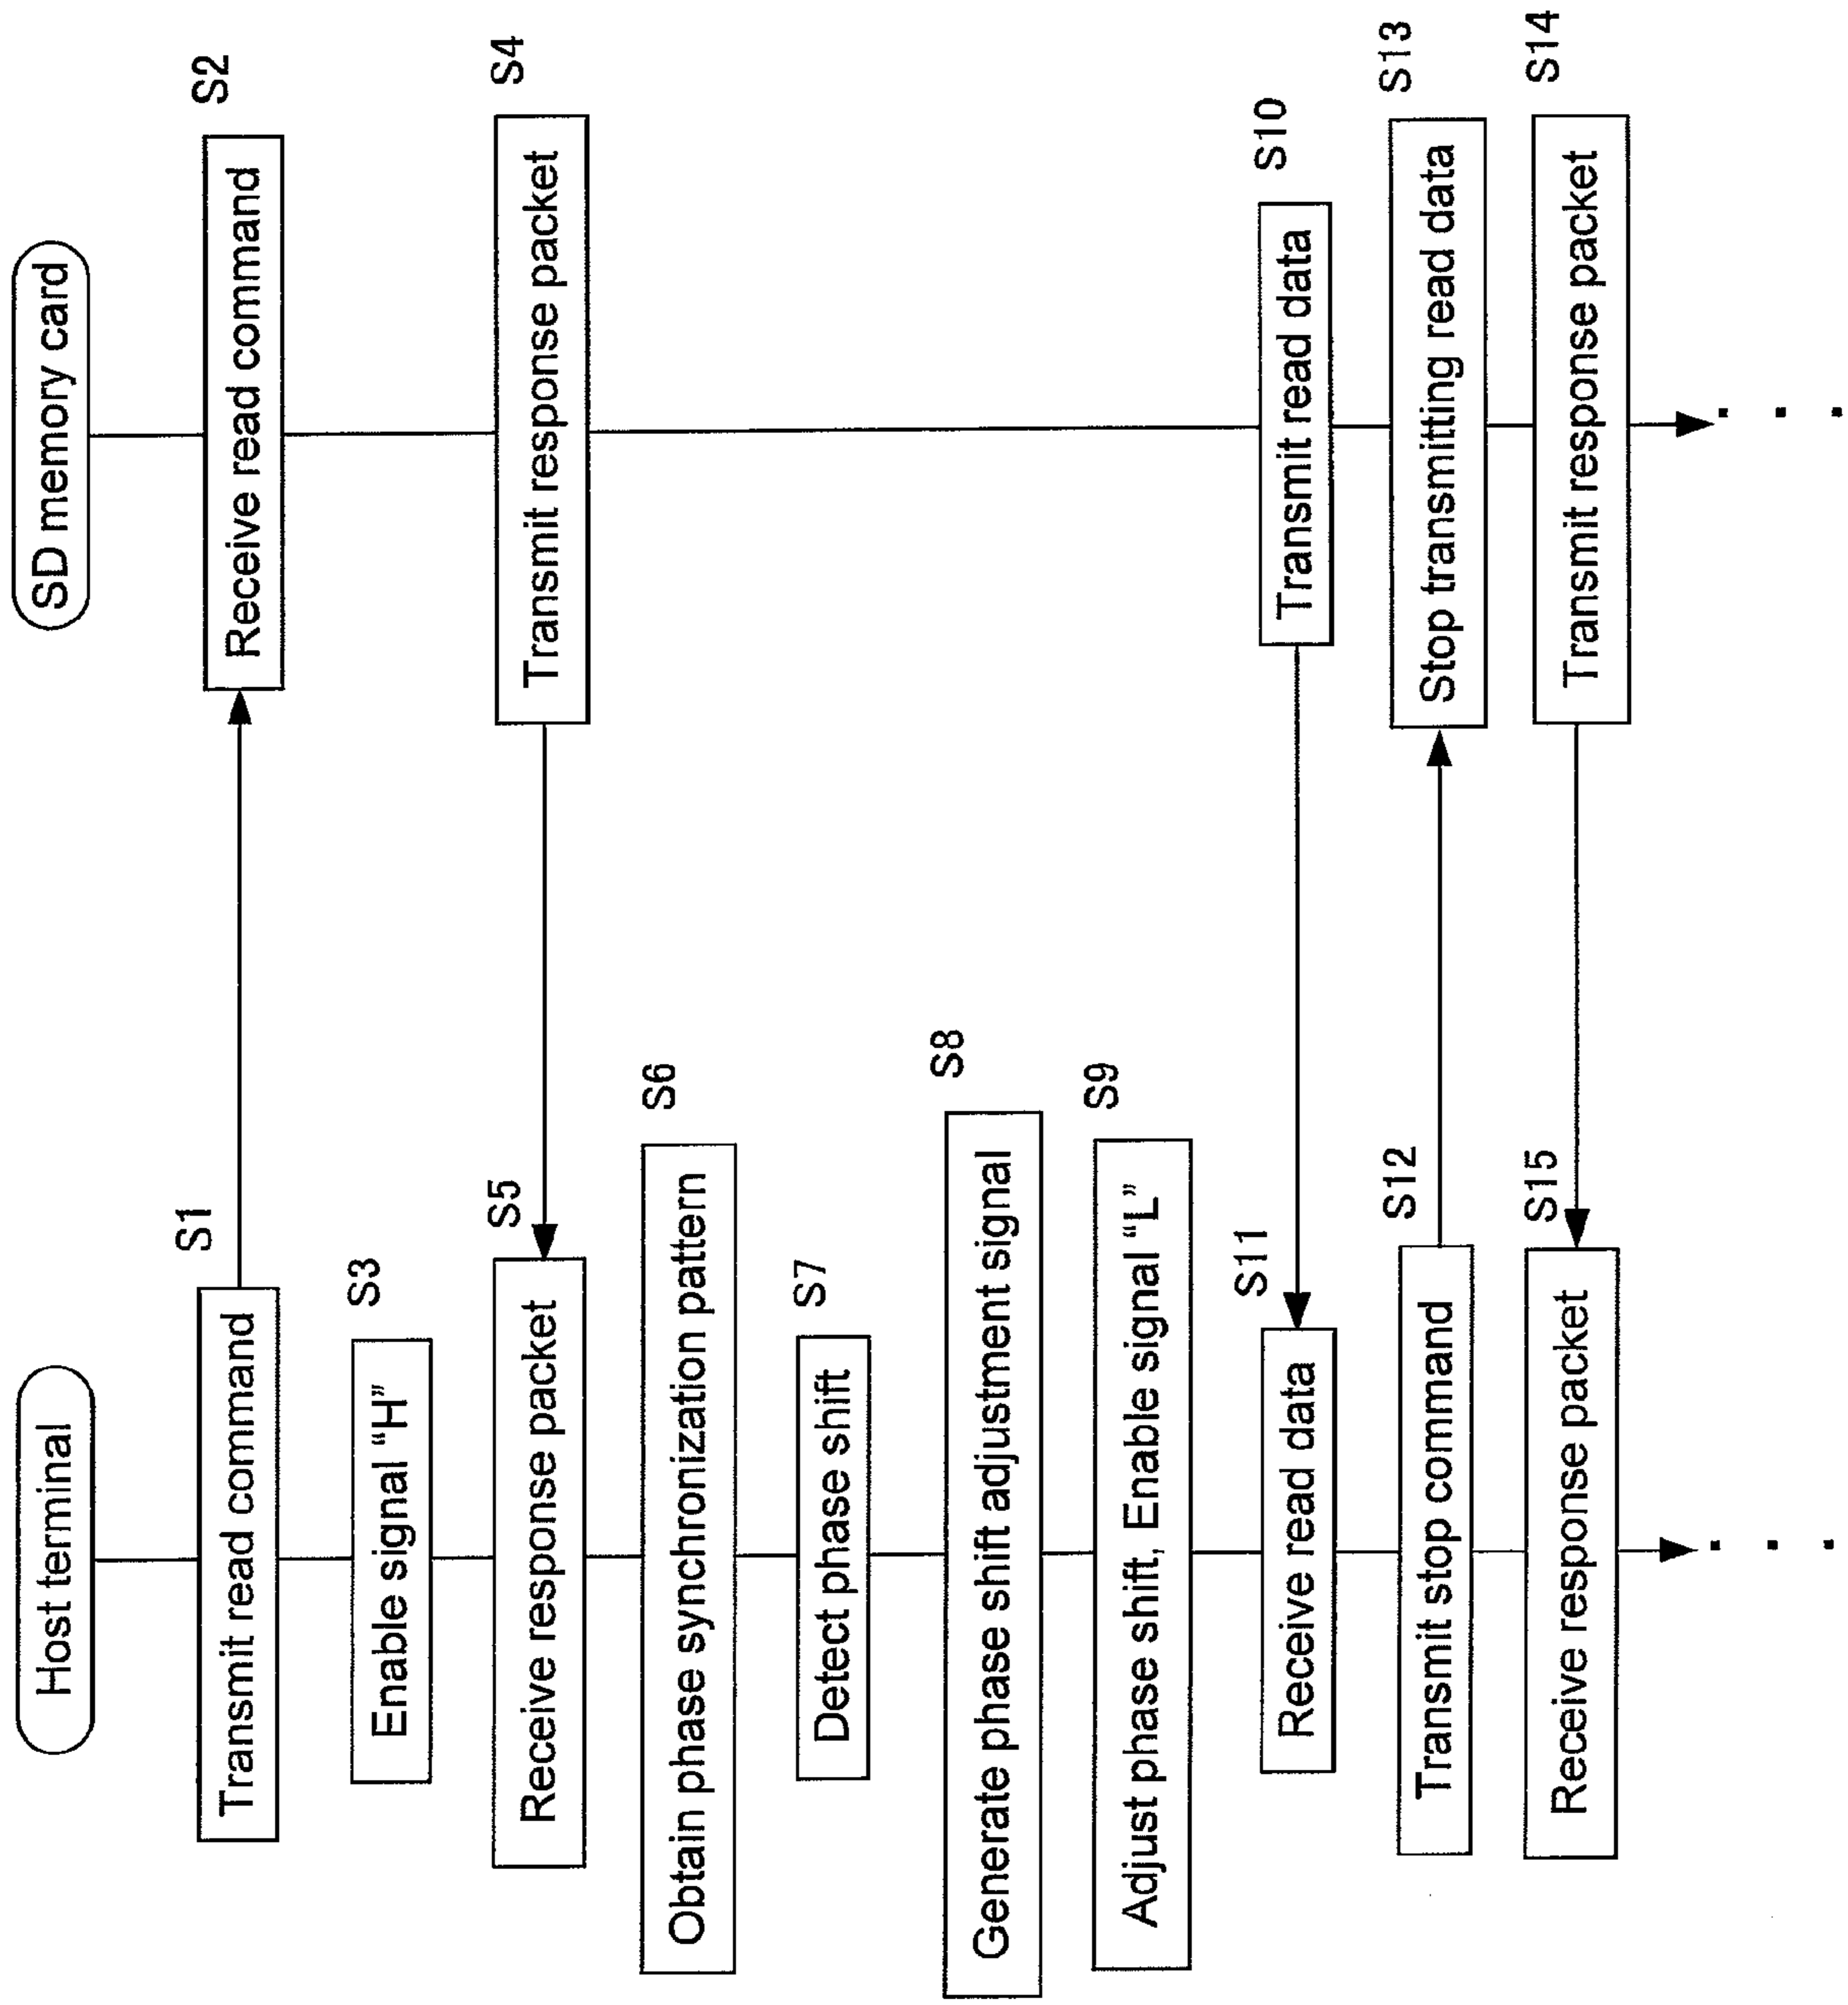 Host terminal
SD memory card
S1
Transmit read command
S2
Receive read command
S3
Enable signal “H”
S4
Transmit response packet
S5
Receive response packet
S6
Obtain phase synchronization pattern
S7
Detect phase shift
S8
Generate phase shift adjustment signal
S9
Adjust phase shift, Enable signal “L”
S10
Transmit read data
S11
Receive read data
S12
Transmit stop command
S13
Stop transmitting read data
S14
Transmit response packet
S15
Receive response packet